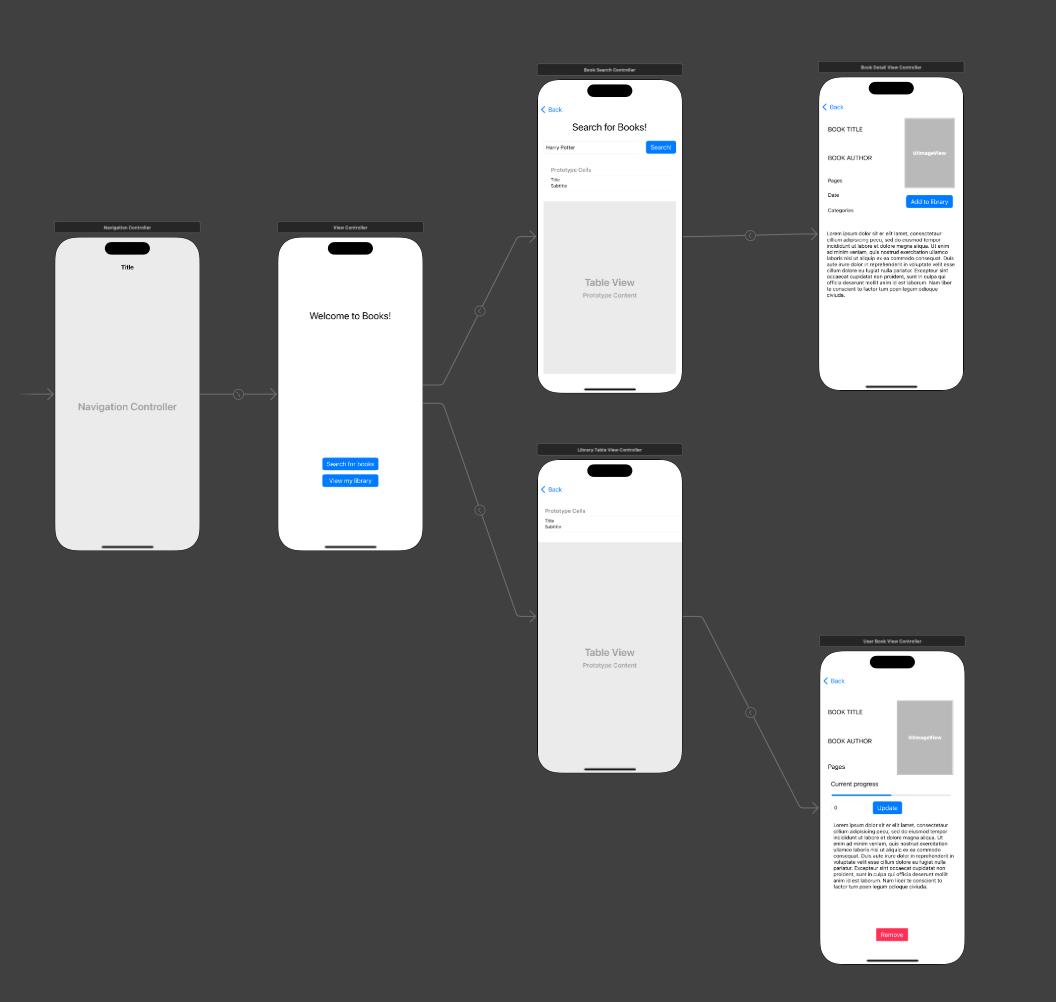 Navigation Controller
Title
Navigation Controller
View Controller
Welcome to Books!
Search for books
View my library
Book Search Controller
Back
Search for Books!
Harry Potter
Search!
Prototype Cells
Title
Subtitle
Table View
Prototype Content
Book Detail View Controller
Back
BOOK TITLE
UIImageView
BOOK AUTHOR
Pages
Date
Add to library
Categories
Lorem ipsum dolor sit er elit lamet, consectetaur
cillium adipisicing pecu, sed do eiusmod tempor
incididunt ut labore et dolore magna aliqua. Ut enim
ad minim veniam, quis nostrud exercitation ullamco
laboris nisi ut aliquip ex ea commodo consequat. Duis
aute irure dolor in reprehenderit in voluptate velit esse
cillum dolore eu fugiat nulla pariatur. Excepteur sint
occaecat cupidatat non proident, sunt in culpa qui
officia deserunt mollit anim id est laborum. Nam liber
te conscient to factor tum poen legum odioque
civiuda.
Library Table View Controller
Back
Prototype Cells
Title
Subtitle
Table View
Prototype Content
User Book View Controller
Back
BOOK TITLE
UIImageView
BOOK AUTHOR
Pages
Current progress
0
Update
Lorem ipsum dolor sit er elit lamet, consectetaur
cillium adipisicing pecu, sed do eiusmod tempor
incididunt ut labore et dolore magna aliqua. Ut
enim ad minim veniam, quis nostrud exercitation
ullamco laboris nisi ut aliquip ex ea commodo
consequat. Duis aute irure dolor in reprehenderit in
voluptate velit esse cillum dolore eu fugiat nulla
pariatur. Excepteur sint occaecat cupidatat non
proident, sunt in culpa qui officia deserunt mollit
anim id est laborum. Nam liber te conscient to
factor tum poen legum odioque civiuda.
Remove